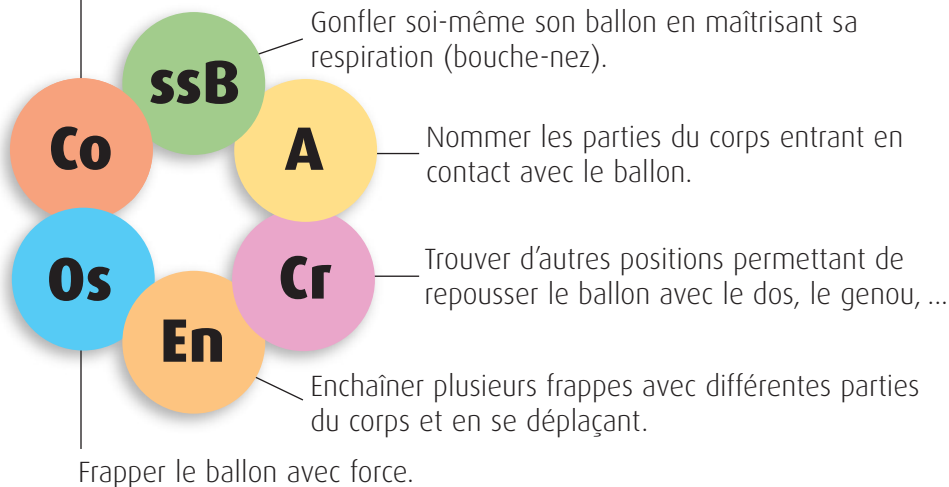 Gonfler soi-même son ballon en maîtrisant sa
respiration (bouche-nez).
ssB
Co
A
Nommer les parties du corps entrant en
contact avec le ballon.
Os
Cr
Trouver d'autres positions permettant de
repousser le ballon avec le dos, le genou, ...
En
Enchaîner plusieurs frappes avec différentes parties
du corps et en se déplaçant.
Frapper le ballon avec force.